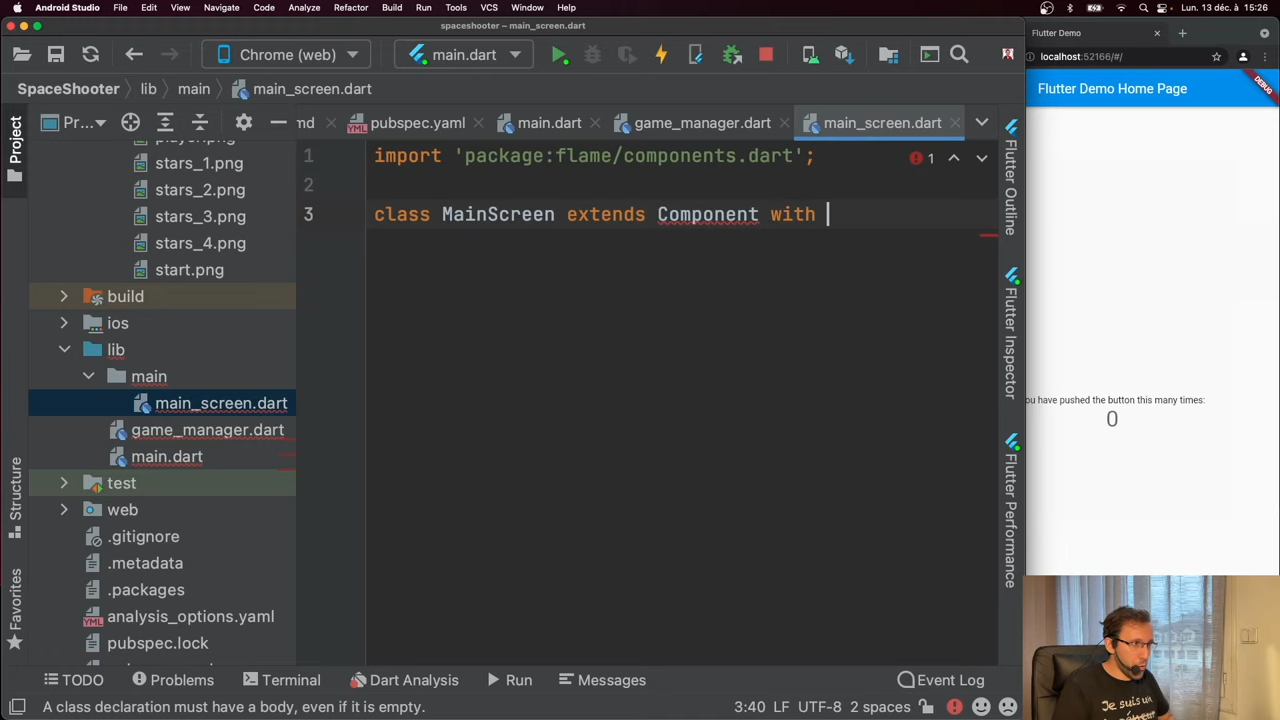 Android Studio File Edit View Navigate Code Analyze Refactor Build Run Tools VCS Window Help Lun. 13 déc. à 15:26
spaceshooter – main_screen.dart
Flutter Demo
Chrome (web) main.dart
localhost:52166/#/
SpaceShooter lib main main_screen.dart
Flutter Demo Home Page
DEBUG
Project
Pr...
md pubspec.yaml main.dart game_manager.dart main_screen.dart
stars_1.png
stars_2.png
stars_3.png
stars_4.png
start.png
build
ios
lib
main
main_screen.dart
game_manager.dart
main.dart
test
web
.gitignore
.metadata
.packages
analysis_options.yaml
pubspec.lock
Structure
Favorites
1 import 'package:flame/components.dart';
1
2
3 class MainScreen extends Component with
Flutter Outline
Flutter Inspector
Flutter Performance
ou have pushed the button this many times:
0
Je suis un
TODO Problems Terminal Dart Analysis Run Messages Event Log
A class declaration must have a body, even if it is empty. 3:40 LF UTF-8 2 spaces